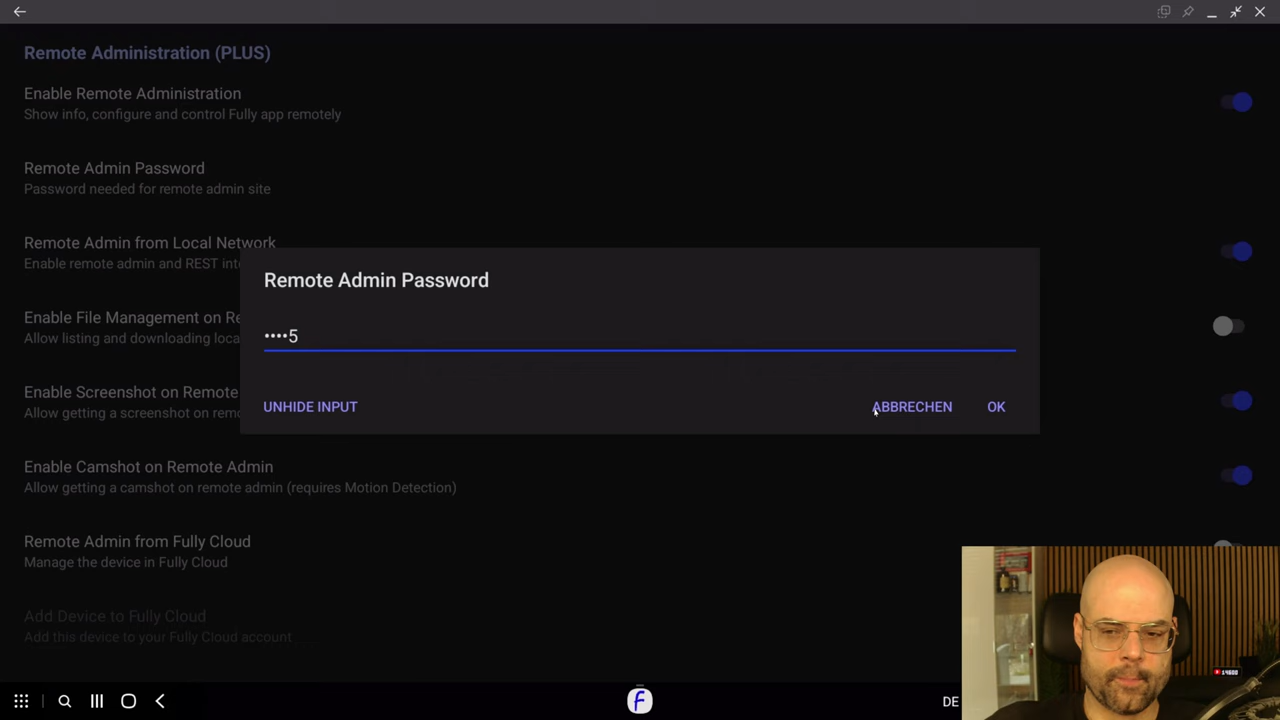 Remote Administration (PLUS)
Enable Remote Administration
Show info, configure and control Fully app remotely
Remote Admin Password
Password needed for remote admin site
Remote Admin from Local Network
Enable remote admin and REST int
Enable File Management on Re
Allow listing and downloading loca
Enable Screenshot on Remote
Allow getting a screenshot on remo
Remote Admin Password
••••5
UNHIDE INPUT
ABBRECHEN
OK
Enable Camshot on Remote Admin
Allow getting a camshot on remote admin (requires Motion Detection)
Remote Admin from Fully Cloud
Manage the device in Fully Cloud
Add Device to Fully Cloud
Add this device to your Fully Cloud account
14600
f
DE